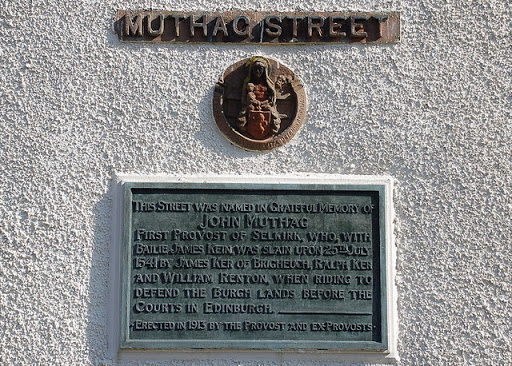 MUTHAG STREET
THIS STREET WAS NAMED IN GRATEFUL MEMORY OF
JOHN MUTHAG
FIRST PROVOST OF SELKIRK, WHO, WITH
BAILIE JAMES KEIN, WAS SLAIN UPON 25TH JULY
1541 BY JAMES KER OF BRIGHEUCH, RALPH KER
AND WILLIAM RENTON, WHEN RIDING TO
DEFEND THE BURGH LANDS BEFORE THE
COURTS IN EDINBURGH.
·ERECTED IN 1913 BY THE PROVOST AND EX-PROVOSTS·